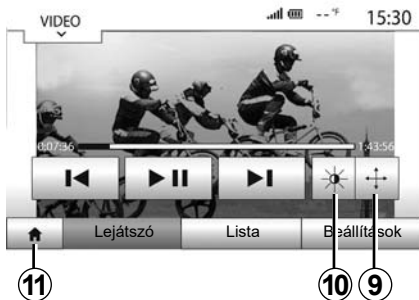 VIDEO
--°F
15:30
0:07:36
1:43:56
Lejátszó
Lista
Beállítások
11
10
9